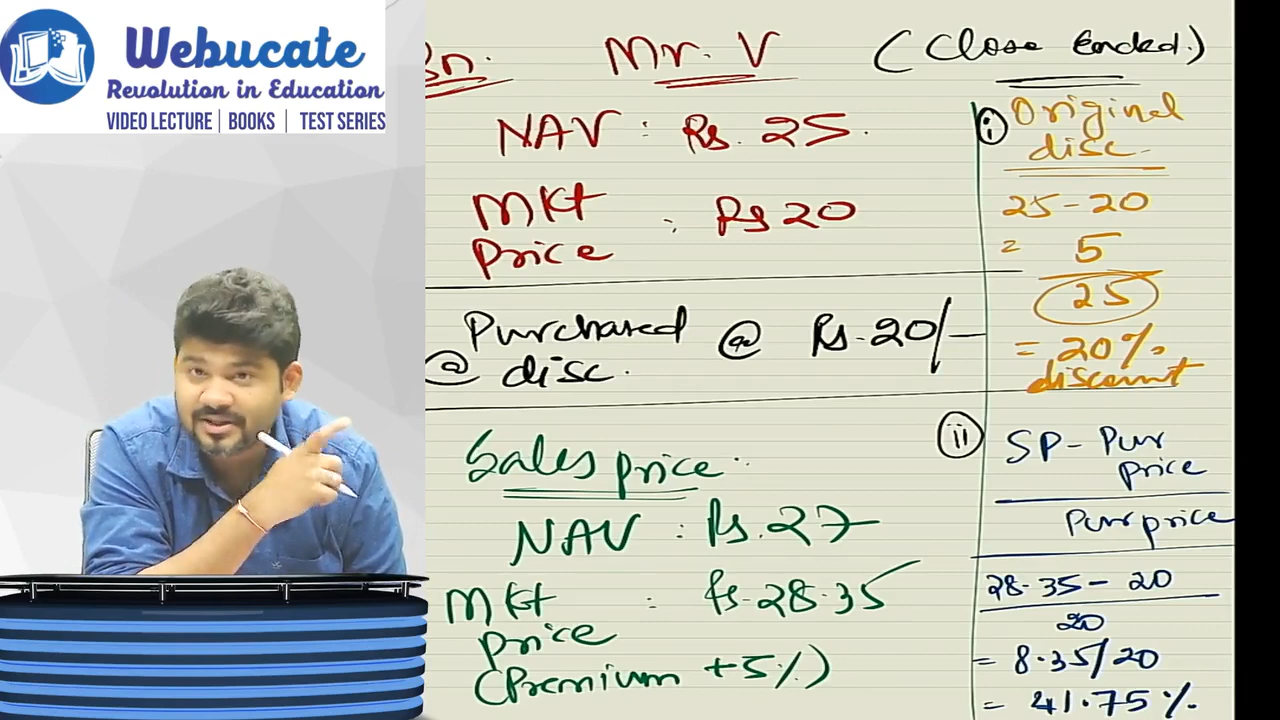 Webucate
Revolution in Education
VIDEO LECTURE | BOOKS | TEST SERIES
Mr. V (Close Ended.)
NAV : Rs. 25.
Mkt Price : Rs 20
Purchased @ Rs. 20/-
@ disc.
Sales price.
NAV : Rs. 27
Mkt price : Rs. 28.35
(Premium +5%)
i) Original
disc.
25 - 20
= 5
25
= 20%
discount
ii) SP - Pur
price
Pur price
28.35 - 20
20
= 8.35/20
= 41.75%